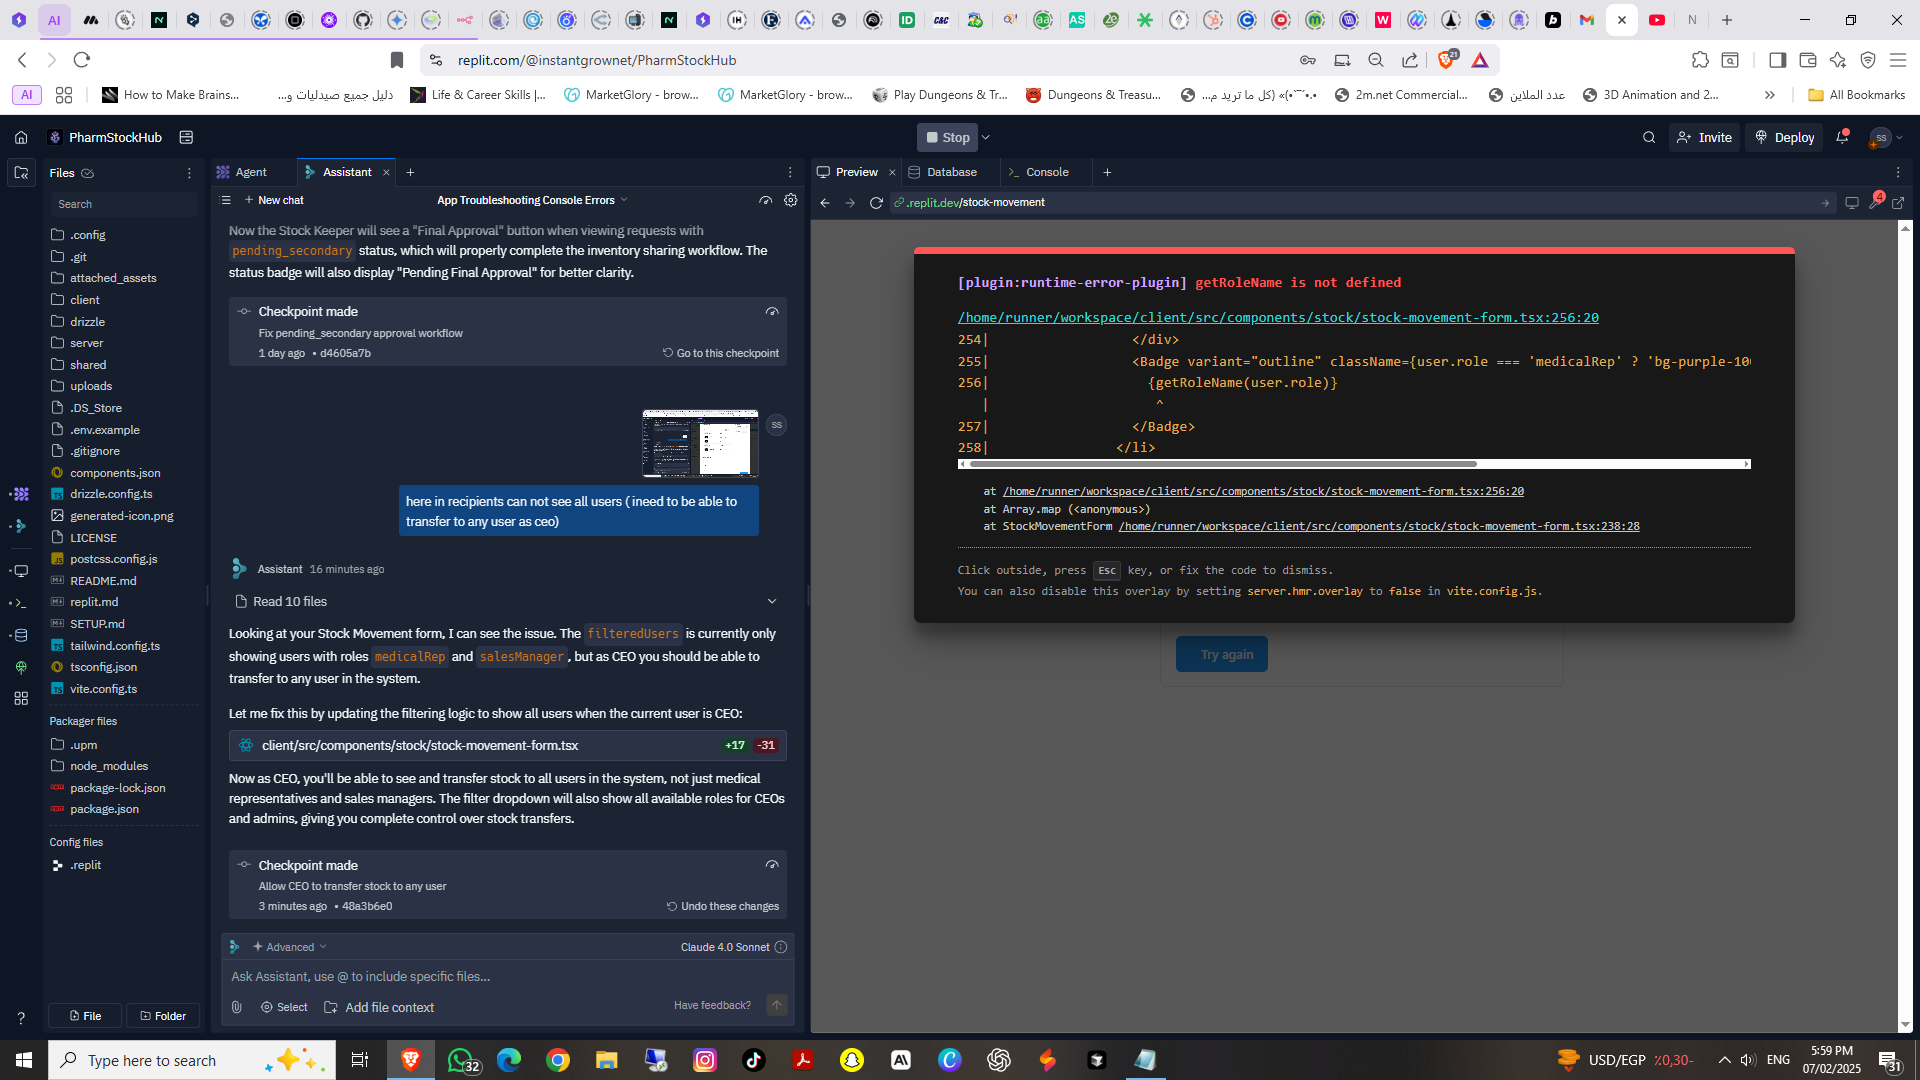 AI
replit.com/@instantgrownet/PharmStockHub
21
AI
How to Make Brains...
دليل جميع صيدليات و...
Life & Career Skills |...
MarketGlory - brow...
MarketGlory - brow...
Play Dungeons & Tr...
Dungeons & Treasu...
2m.net Commercial...
عدد الملاين
3D Animation and 2...
All Bookmarks
PharmStockHub
Stop
Invite
Deploy
SS
Files
Agent
Assistant
Preview
Database
Console
Search
New chat
App Troubleshooting Console Errors
.replit.dev/stock-movement
4
.config
.git
attached_assets
client
drizzle
server
shared
uploads
.DS_Store
.env.example
.gitignore
components.json
drizzle.config.ts
generated-icon.png
LICENSE
postcss.config.js
README.md
replit.md
SETUP.md
tailwind.config.ts
tsconfig.json
vite.config.ts
Packager files
.upm
node_modules
package-lock.json
package.json
Config files
.replit
File
Folder
Now the Stock Keeper will see a "Final Approval" button when viewing requests with
pending_secondary status, which will properly complete the inventory sharing workflow. The
status badge will also display "Pending Final Approval" for better clarity.
Checkpoint made
Fix pending_secondary approval workflow
1 day ago • d4605a7b
Go to this checkpoint
SS
here in recipients can not see all users ( ineed to be able to
transfer to any user as ceo)
Assistant 16 minutes ago
Read 10 files
Looking at your Stock Movement form, I can see the issue. The filteredUsers is currently only
showing users with roles medicalRep and salesManager, but as CEO you should be able to
transfer to any user in the system.
Let me fix this by updating the filtering logic to show all users when the current user is CEO:
client/src/components/stock/stock-movement-form.tsx +17 -31
Now as CEO, you'll be able to see and transfer stock to all users in the system, not just medical
representatives and sales managers. The filter dropdown will also show all available roles for CEOs
and admins, giving you complete control over stock transfers.
Checkpoint made
Allow CEO to transfer stock to any user
3 minutes ago • 48a3b6e0
Undo these changes
Advanced
Claude 4.0 Sonnet
Ask Assistant, use @ to include specific files...
Select
Add file context
Have feedback?
[plugin:runtime-error-plugin] getRoleName is not defined
/home/runner/workspace/client/src/components/stock/stock-movement-form.tsx:256:20
254| </div>
255| <Badge variant="outline" className={user.role === 'medicalRep' ? 'bg-purple-10
256| {getRoleName(user.role)}
| ^
257| </Badge>
258| </li>
at /home/runner/workspace/client/src/components/stock/stock-movement-form.tsx:256:20
at Array.map (<anonymous>)
at StockMovementForm /home/runner/workspace/client/src/components/stock/stock-movement-form.tsx:238:28
Click outside, press Esc key, or fix the code to dismiss.
You can also disable this overlay by setting server.hmr.overlay to false in vite.config.js.
Try again
Type here to search
32
USD/EGP ٪0,30-
ENG
5:59 PM
07/02/2025
31